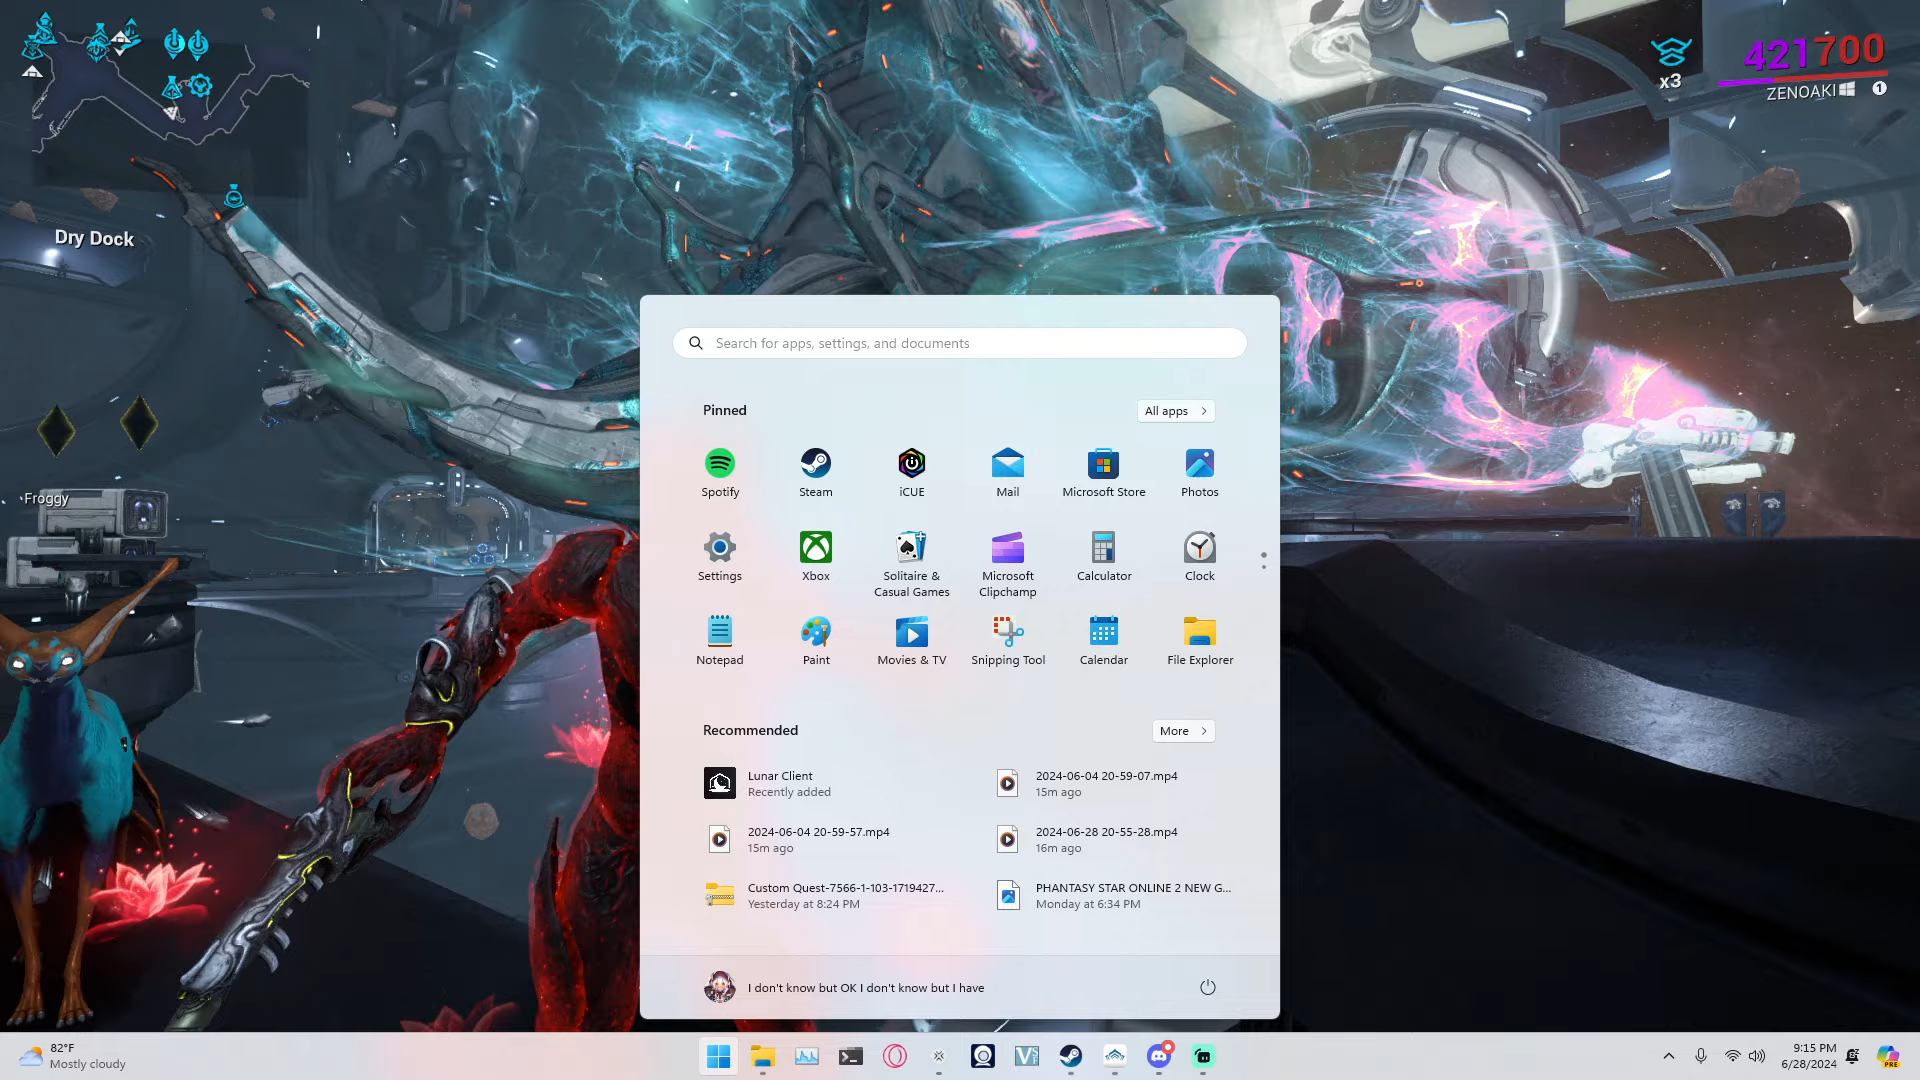 421700
x3
ZENOAKI
1
Dry Dock
Froggy
Search for apps, settings, and documents
Pinned
All apps
Spotify
Steam
iCUE
Mail
Microsoft Store
Photos
Settings
Xbox
Solitaire &
Casual Games
Microsoft
Clipchamp
Calculator
Clock
Notepad
Paint
Movies & TV
Snipping Tool
Calendar
File Explorer
Recommended
More
Lunar Client
Recently added
2024-06-04 20-59-07.mp4
15m ago
2024-06-04 20-59-57.mp4
15m ago
2024-06-28 20-55-28.mp4
16m ago
Custom Quest-7566-1-103-1719427...
Yesterday at 8:24 PM
PHANTASY STAR ONLINE 2 NEW G...
Monday at 6:34 PM
I don't know but OK I don't know but I have
82°F
Mostly cloudy
9:15 PM
6/28/2024
PRE